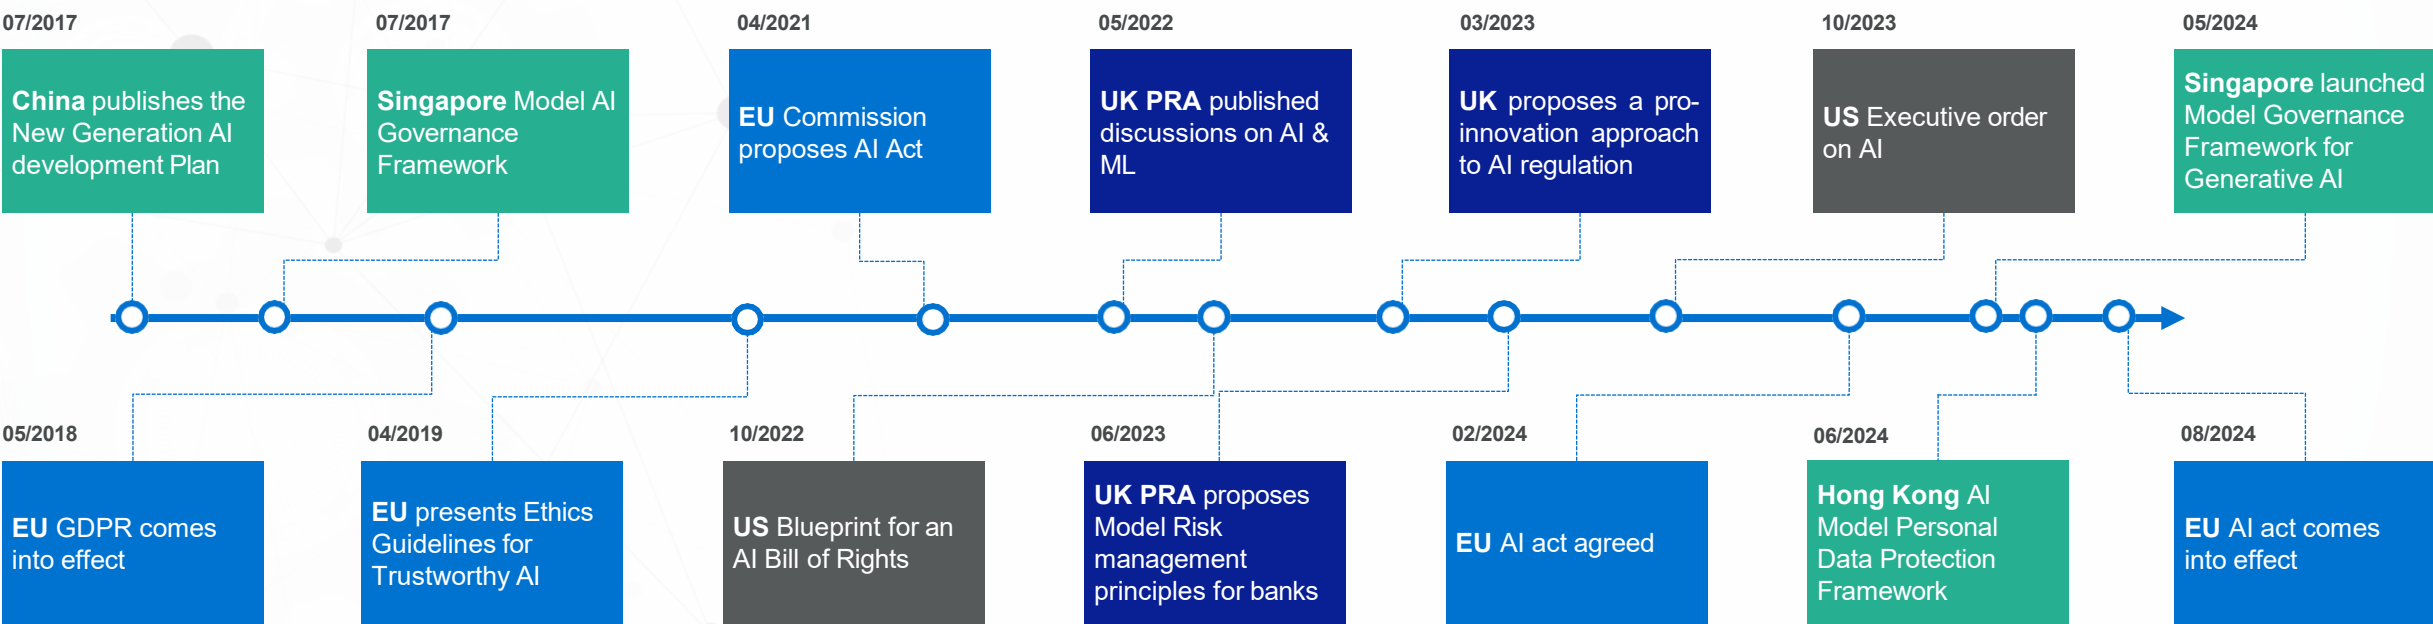 07/2017
China publishes the
New Generation AI
development Plan
07/2017
Singapore Model AI
Governance
Framework
04/2021
EU Commission
proposes AI Act
05/2022
UK PRA published
discussions on AI &
ML
03/2023
UK proposes a pro-
innovation approach
to AI regulation
10/2023
US Executive order
on AI
05/2024
Singapore launched
Model Governance
Framework for
Generative AI
05/2018
EU GDPR comes
into effect
04/2019
EU presents Ethics
Guidelines for
Trustworthy AI
10/2022
US Blueprint for an
AI Bill of Rights
06/2023
UK PRA proposes
Model Risk
management
principles for banks
02/2024
EU AI act agreed
06/2024
Hong Kong AI
Model Personal
Data Protection
Framework
08/2024
EU AI act comes
into effect